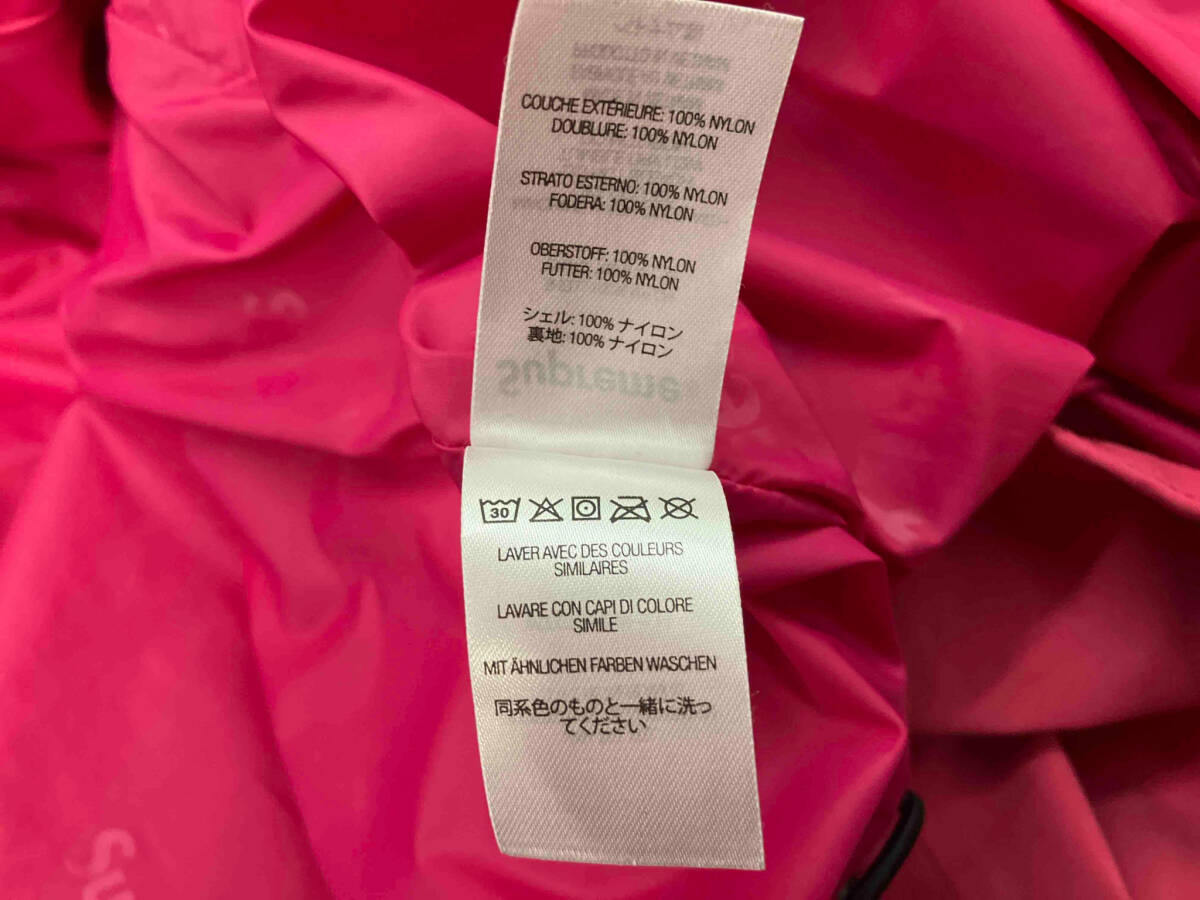 COUCHE EXTÉRIEURE: 100% NYLON
DOUBLURE: 100% NYLON
STRATO ESTERNO: 100% NYLON
FODERA: 100% NYLON
OBERSTOFF: 100% NYLON
FUTTER: 100% NYLON
シェル: 100% ナイロン
裏地: 100% ナイロン
Supreme
30
LAVER AVEC DES COULEURS
SIMILAIRES
LAVARE CON CAPI DI COLORE
SIMILE
MIT ÄHNLICHEN FARBEN WASCHEN
同系色のものと一緒に洗っ
てください
Su